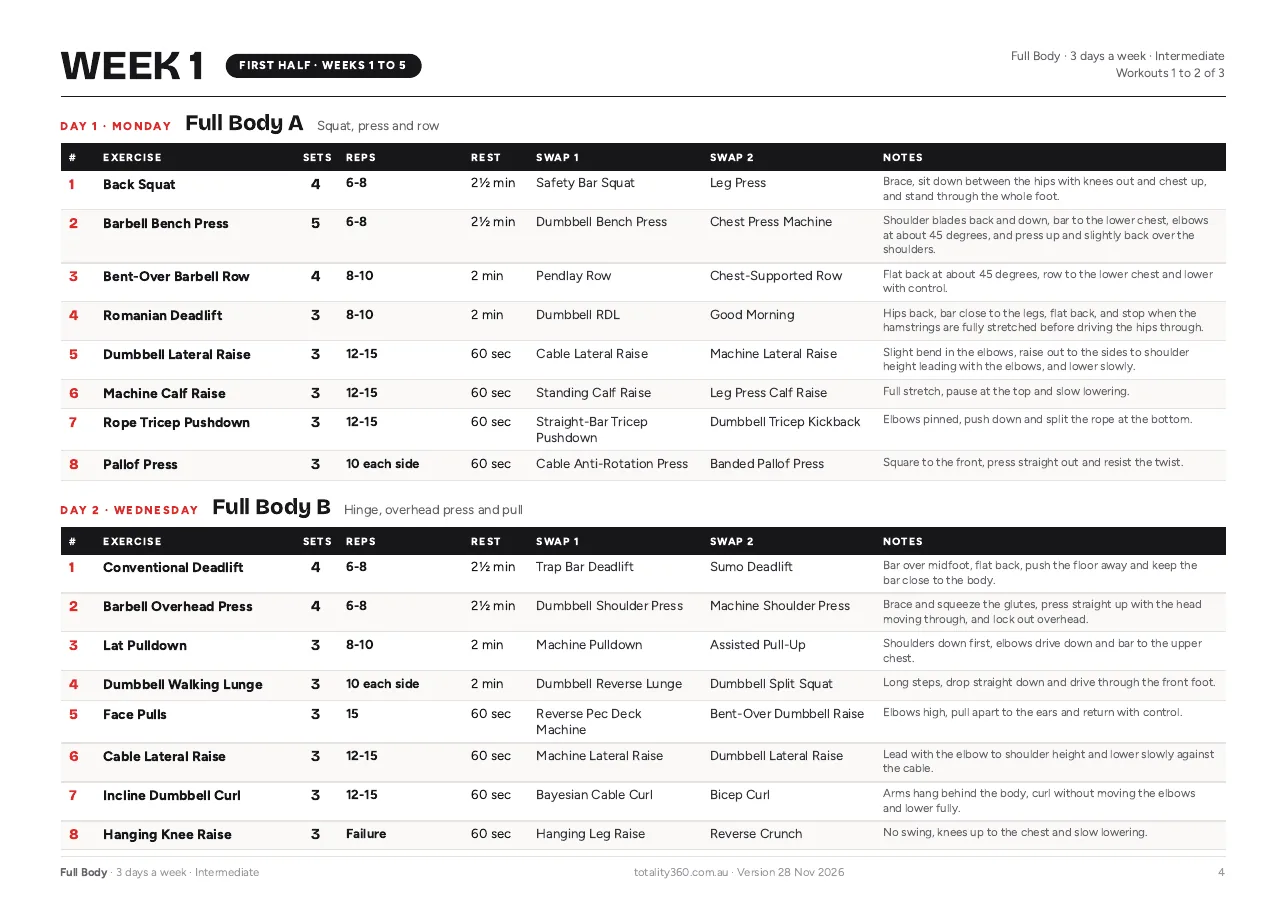 WEEK 1 FIRST HALF · WEEKS 1 TO 5
Full Body · 3 days a week · Intermediate
Workouts 1 to 2 of 3
DAY 1 · MONDAY Full Body A Squat, press and row
# EXERCISE SETS REPS REST SWAP 1 SWAP 2 NOTES
1 Back Squat 4 6-8 2½ min Safety Bar Squat Leg Press Brace, sit down between the hips with knees out and chest up,
and stand through the whole foot.
2 Barbell Bench Press 5 6-8 2½ min Dumbbell Bench Press Chest Press Machine Shoulder blades back and down, bar to the lower chest, elbows
at about 45 degrees, and press up and slightly back over the
shoulders.
3 Bent-Over Barbell Row 4 8-10 2 min Pendlay Row Chest-Supported Row Flat back at about 45 degrees, row to the lower chest and lower
with control.
4 Romanian Deadlift 3 8-10 2 min Dumbbell RDL Good Morning Hips back, bar close to the legs, flat back, and stop when the
hamstrings are fully stretched before driving the hips through.
5 Dumbbell Lateral Raise 3 12-15 60 sec Cable Lateral Raise Machine Lateral Raise Slight bend in the elbows, raise out to the sides to shoulder
height leading with the elbows, and lower slowly.
6 Machine Calf Raise 3 12-15 60 sec Standing Calf Raise Leg Press Calf Raise Full stretch, pause at the top and slow lowering.
7 Rope Tricep Pushdown 3 12-15 60 sec Straight-Bar Tricep Dumbbell Tricep Kickback Elbows pinned, push down and split the rope at the bottom.
Pushdown
8 Pallof Press 3 10 each side 60 sec Cable Anti-Rotation Press Banded Pallof Press Square to the front, press straight out and resist the twist.
DAY 2 · WEDNESDAY Full Body B Hinge, overhead press and pull
# EXERCISE SETS REPS REST SWAP 1 SWAP 2 NOTES
1 Conventional Deadlift 4 6-8 2½ min Trap Bar Deadlift Sumo Deadlift Bar over midfoot, flat back, push the floor away and keep the
bar close to the body.
2 Barbell Overhead Press 4 6-8 2½ min Dumbbell Shoulder Press Machine Shoulder Press Brace and squeeze the glutes, press straight up with the head
moving through, and lock out overhead.
3 Lat Pulldown 3 8-10 2 min Machine Pulldown Assisted Pull-Up Shoulders down first, elbows drive down and bar to the upper
chest.
4 Dumbbell Walking Lunge 3 10 each side 2 min Dumbbell Reverse Lunge Dumbbell Split Squat Long steps, drop straight down and drive through the front foot.
5 Face Pulls 3 15 60 sec Reverse Pec Deck Bent-Over Dumbbell Raise Elbows high, pull apart to the ears and return with control.
Machine
6 Cable Lateral Raise 3 12-15 60 sec Machine Lateral Raise Dumbbell Lateral Raise Lead with the elbow to shoulder height and lower slowly against
the cable.
7 Incline Dumbbell Curl 3 12-15 60 sec Bayesian Cable Curl Bicep Curl Arms hang behind the body, curl without moving the elbows
and lower fully.
8 Hanging Knee Raise 3 Failure 60 sec Hanging Leg Raise Reverse Crunch No swing, knees up to the chest and slow lowering.
Full Body · 3 days a week · Intermediate totality360.com.au · Version 28 Nov 2026 4